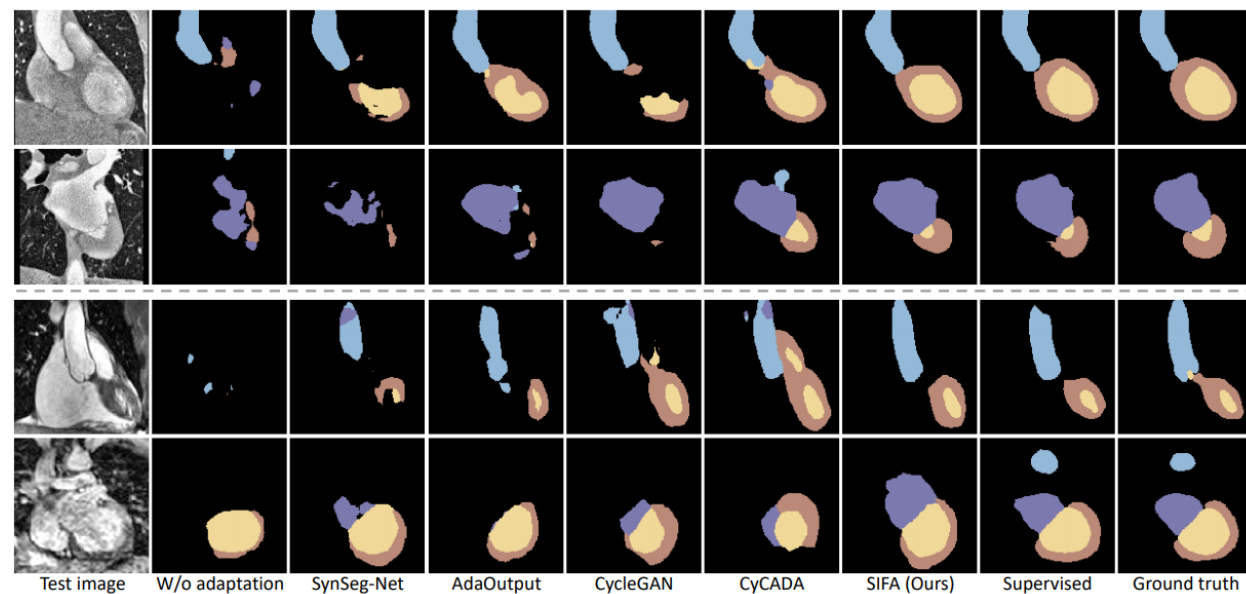 Test image W/o adaptation SynSeg-Net AdaOutput CycleGAN CyCADA SIFA (Ours) Supervised Ground truth